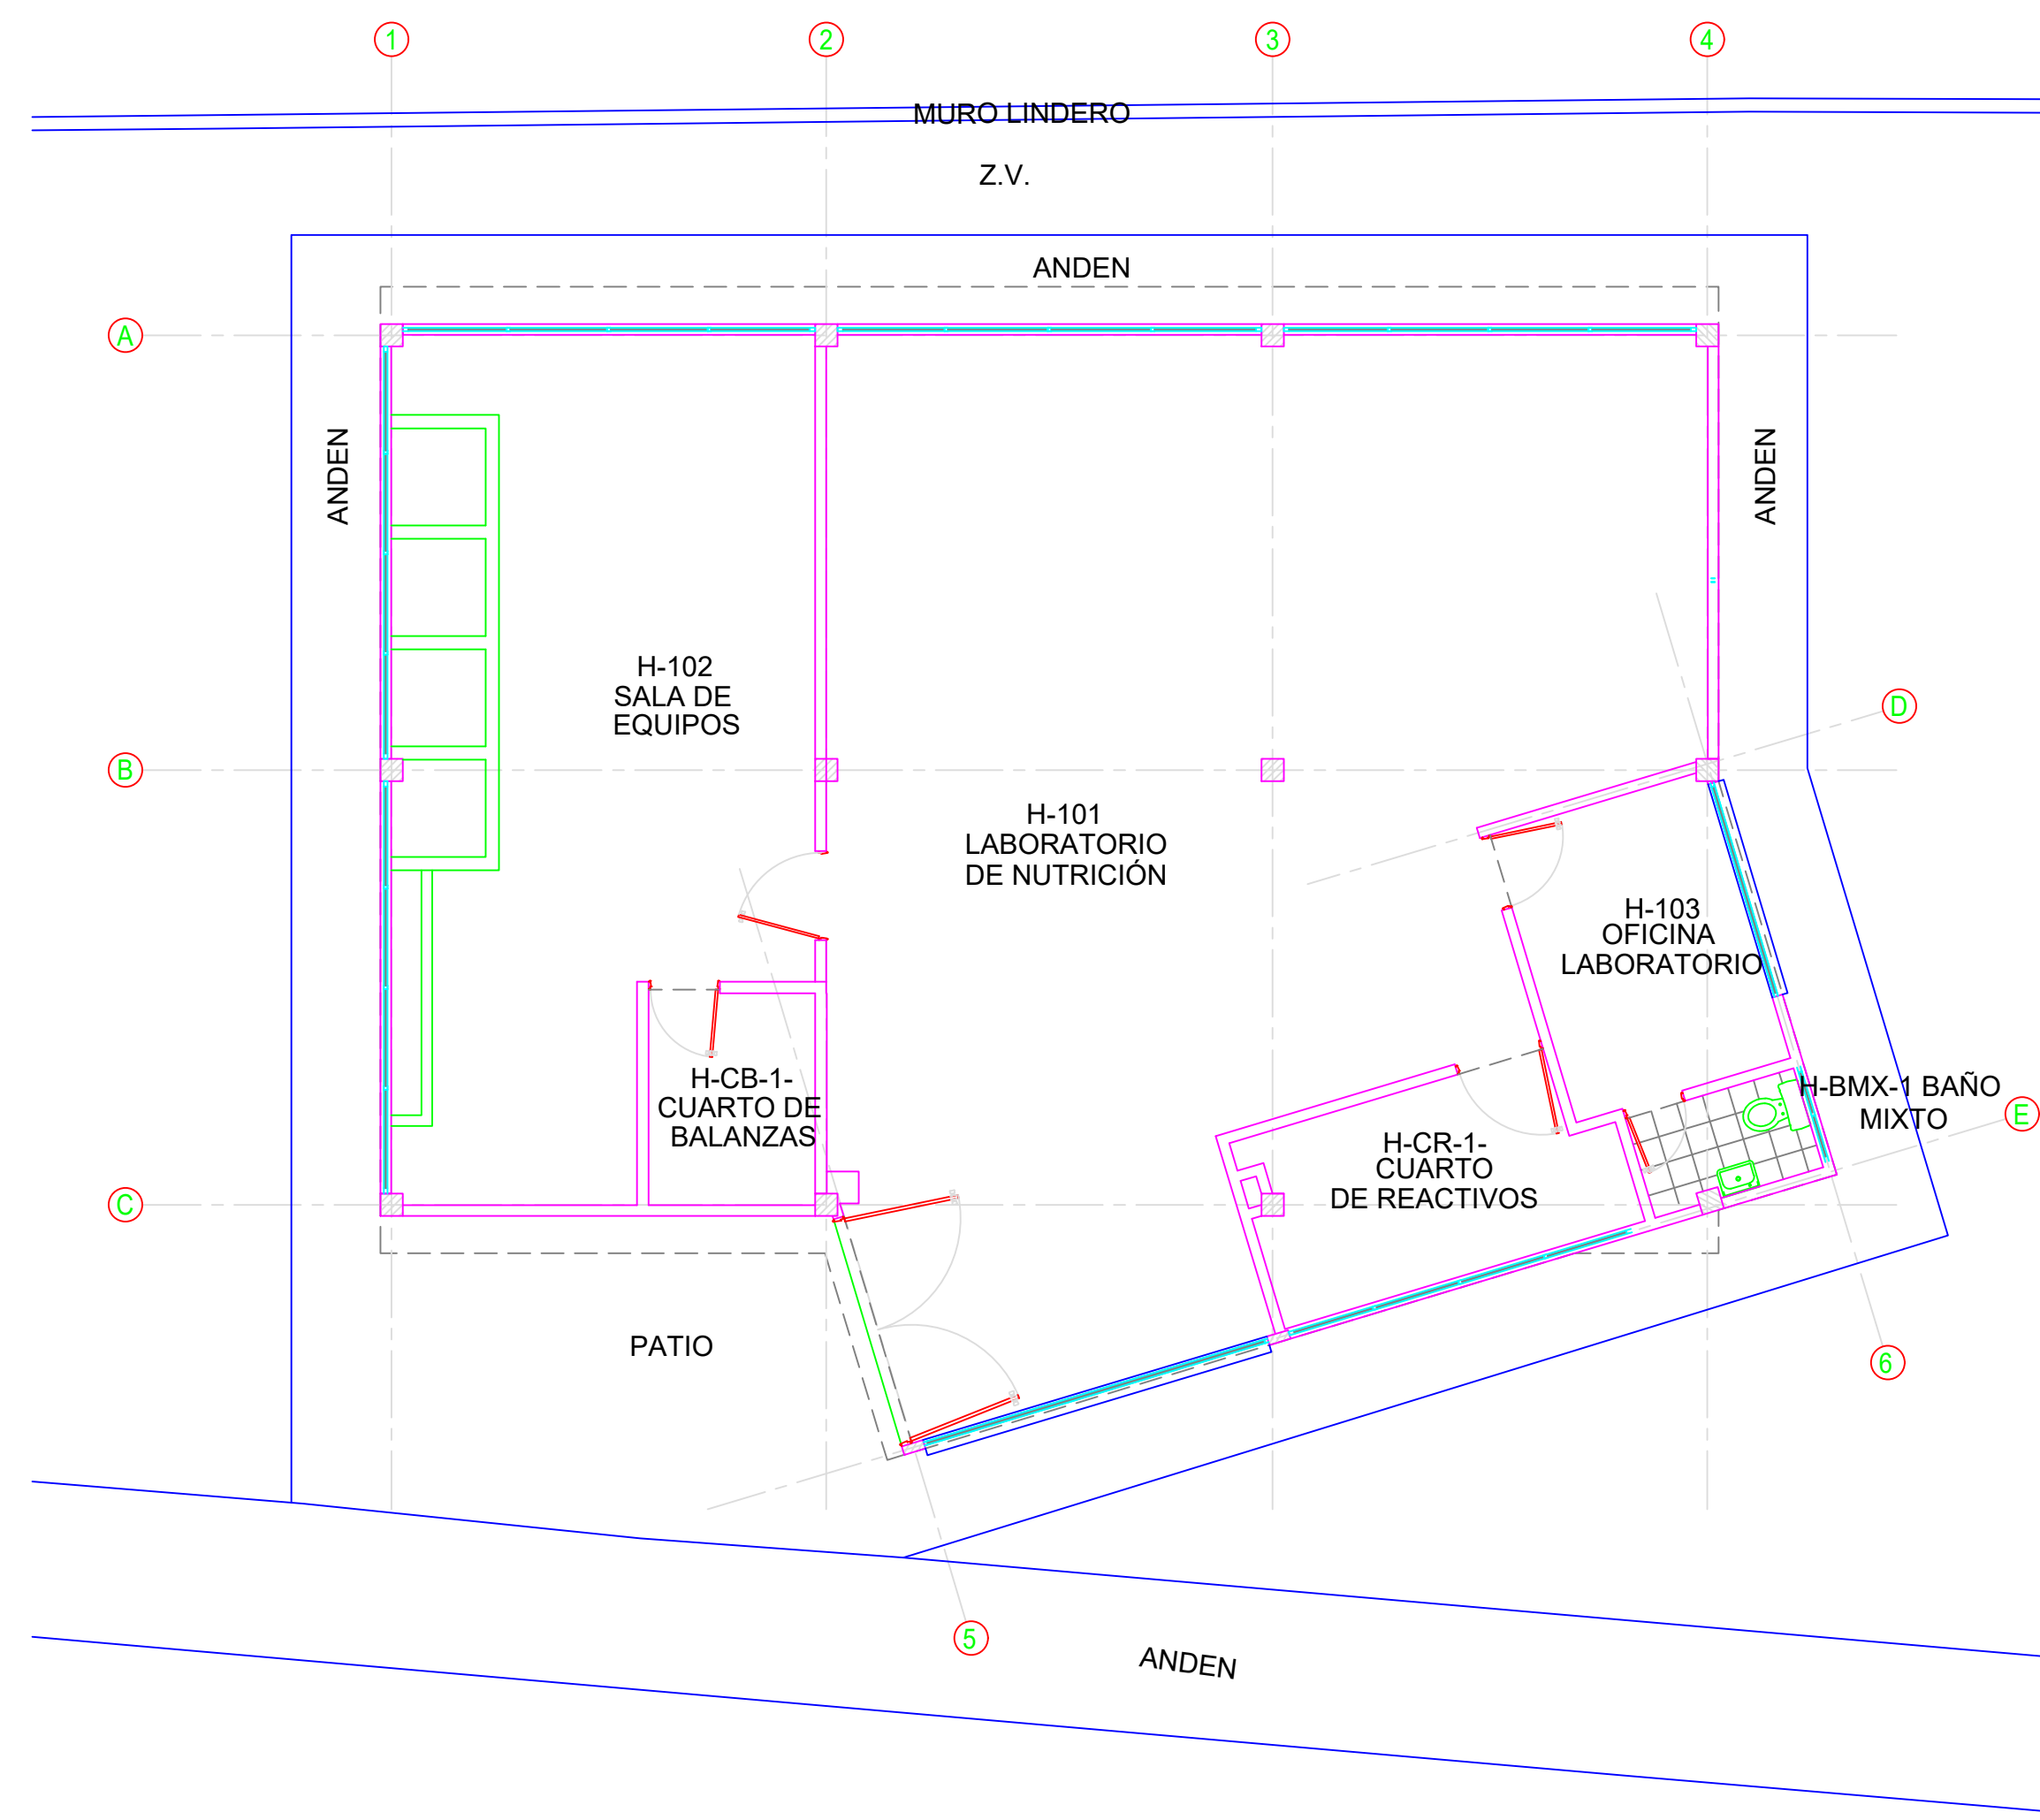 1
2
3
4
MURO LINDERO
Z.V.
ANDEN
A
ANDEN
ANDEN
H-102
SALA DE
EQUIPOS
D
B
H-101
LABORATORIO
DE NUTRICIÓN
H-103
OFICINA
LABORATORIO
H-CB-1-
CUARTO DE
BALANZAS
H-BMX-1 BAÑO
MIXTO
E
H-CR-1-
CUARTO
DE REACTIVOS
C
PATIO
6
5
ANDEN